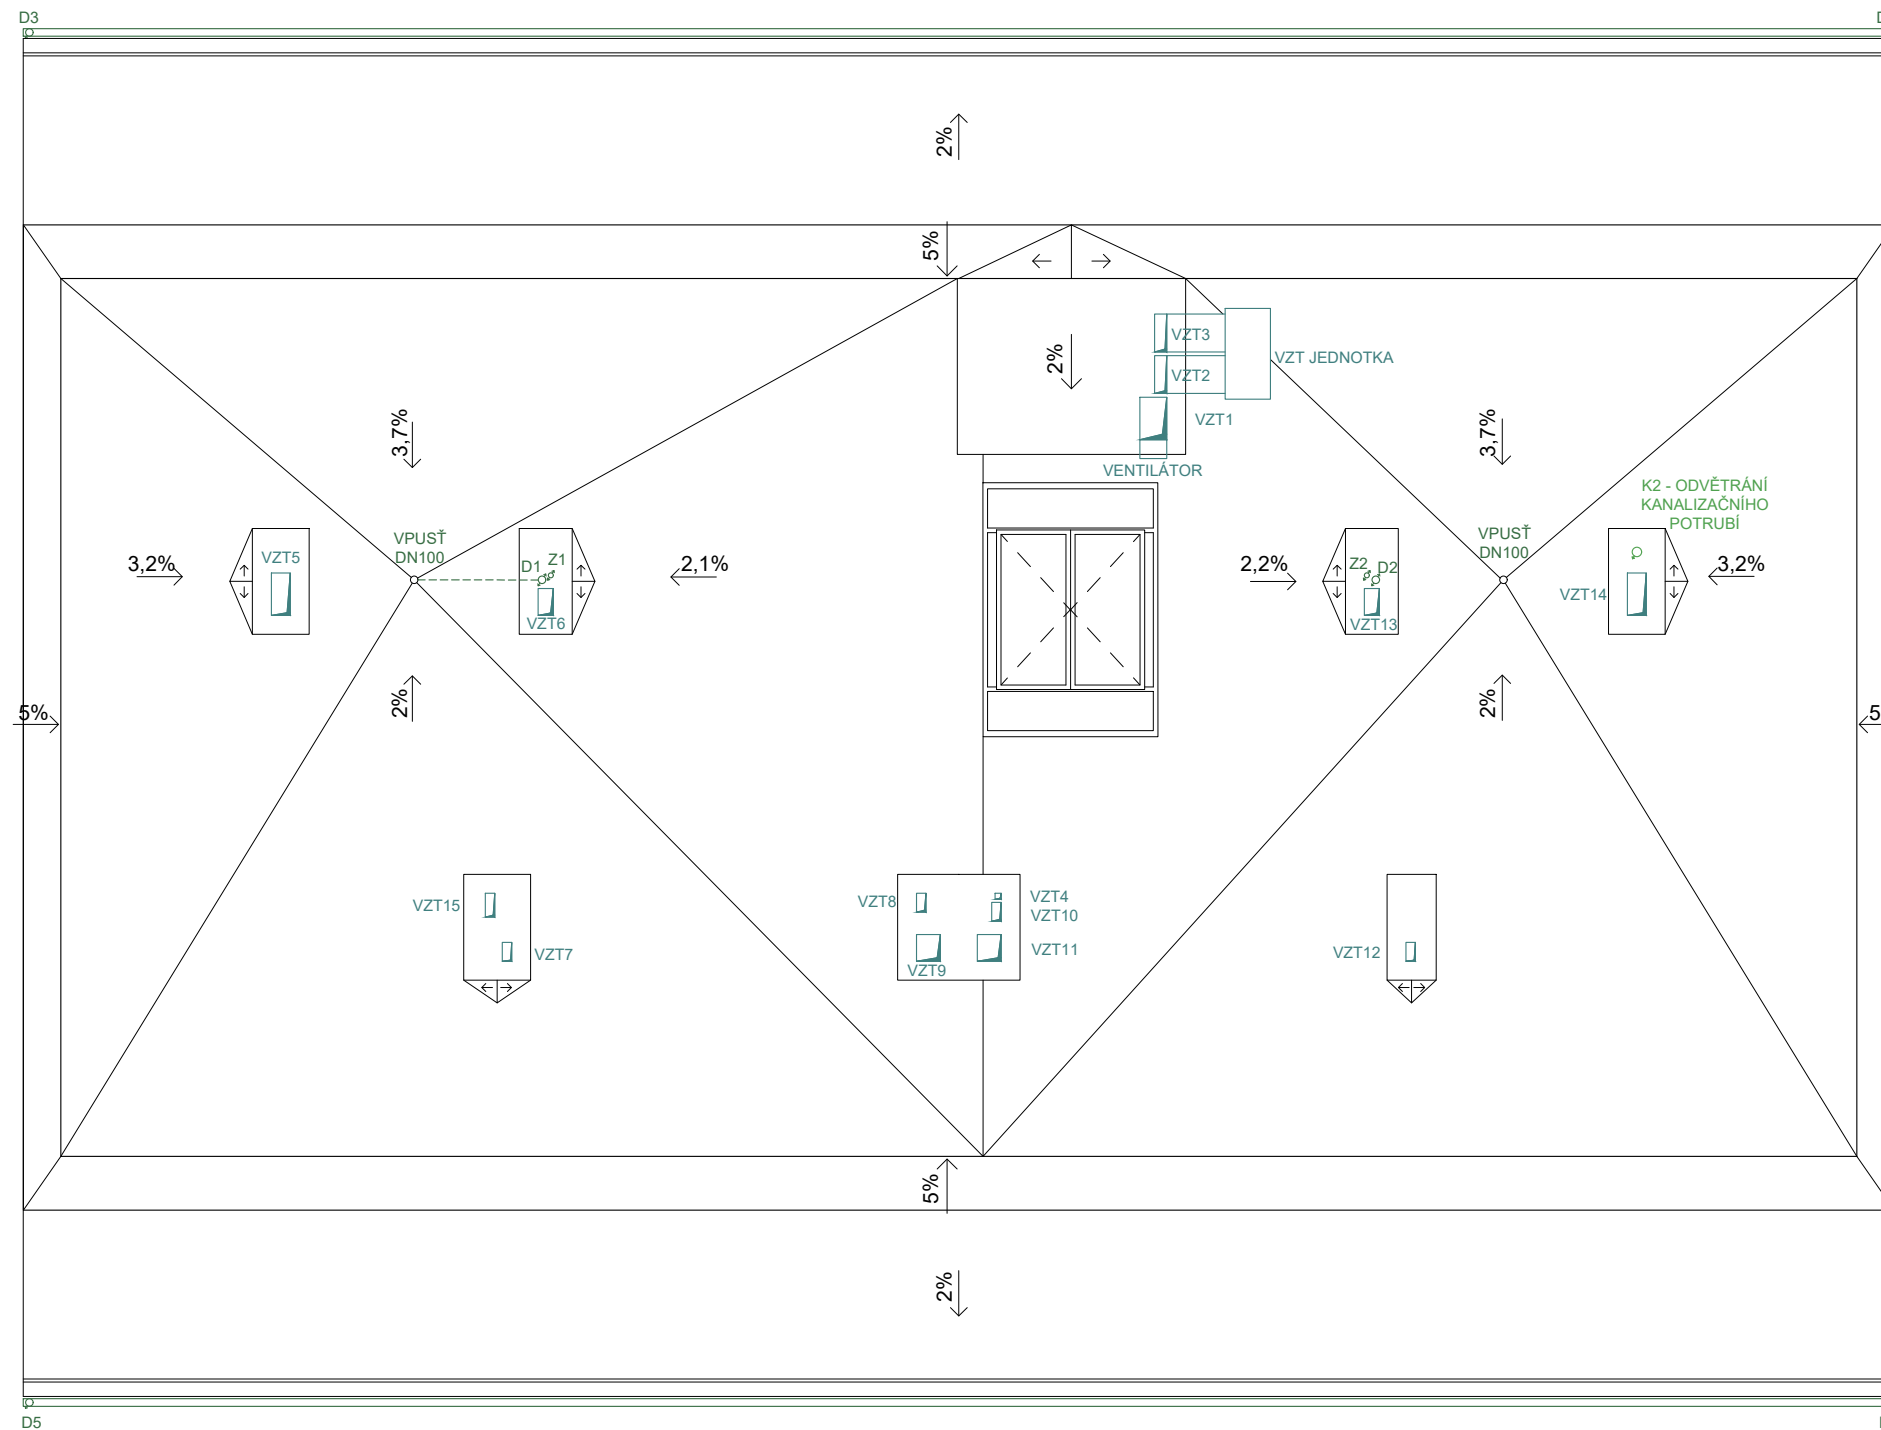 D3
2%
5%
2%
VZT3
VZT2
VZT JEDNOTKA
VZT1
VENTILÁTOR
3,7%
3,7%
K2 - ODVĚTRÁNÍ
KANALIZAČNÍHO
POTRUBÍ
3,2%
VZT5
VPUSŤ
DN100
D1
Z1
VZT6
2,1%
2,2%
Z2
D2
VZT13
VPUSŤ
DN100
VZT14
3,2%
2%
2%
5%
5
VZT15
VZT7
VZT8
VZT4
VZT10
VZT9
VZT11
VZT12
5%
2%
D5